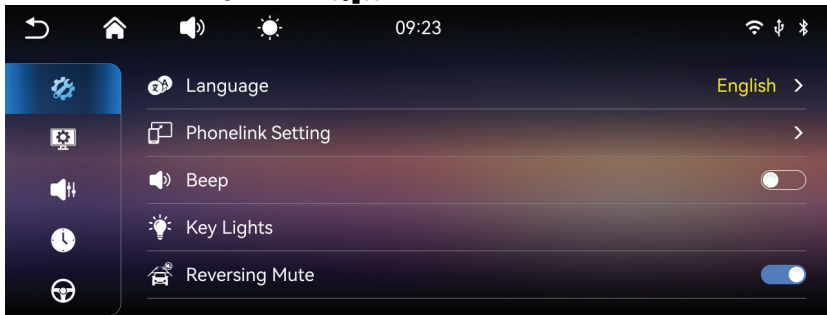 09:23
Language
English
Phonelink Setting
Beep
Key Lights
Reversing Mute